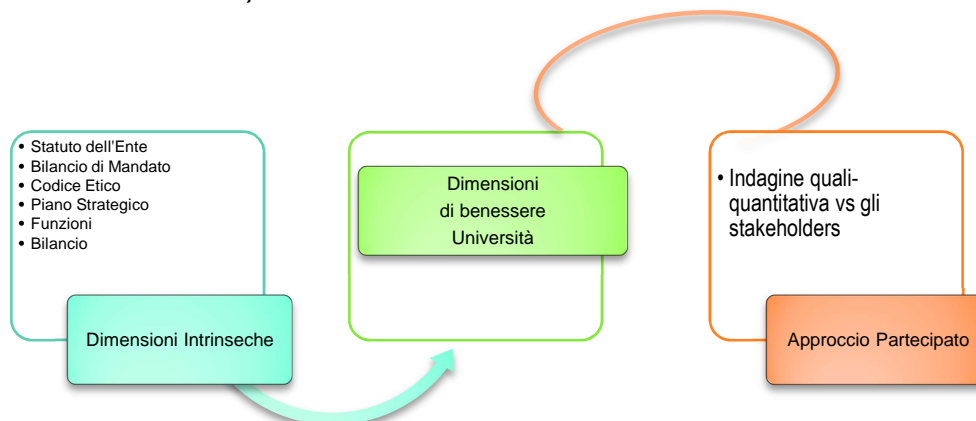 • Statuto dell'Ente
• Bilancio di Mandato
• Codice Etico
• Piano Strategico
• Funzioni
• Bilancio
Dimensioni Intrinseche
Dimensioni
di benessere
Università
• Indagine quali-
quantitativa vs gli
stakeholders
Approccio Partecipato